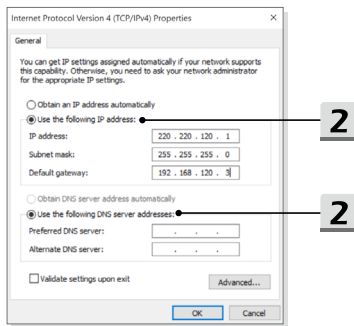 Internet Protocol Version 4 (TCP/IPv4) Properties
General
You can get IP settings assigned automatically if your network supports
this capability. Otherwise, you need to ask your network administrator
for the appropriate IP settings.
Obtain an IP address automatically
Use the following IP address:
2
IP address: 220 . 220 . 120 . 1
Subnet mask: 255 . 255 . 255 . 0
Default gateway: 192 . 168 . 120 . 3
Obtain DNS server address automatically
Use the following DNS server addresses:
2
Preferred DNS server: . . .
Alternate DNS server: . . .
Validate settings upon exit
Advanced...
OK Cancel